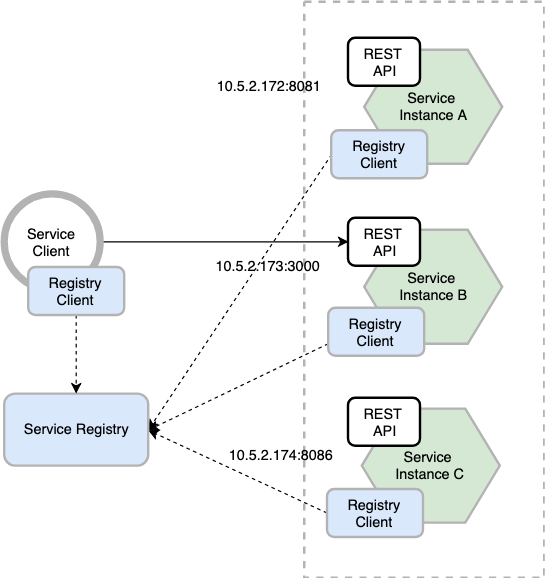 REST
API
10.5.2.172:8081
Service
Instance A
Registry
Client
Service
Client
REST
API
10.5.2.173:3000
Registry
Client
Service
Instance B
Registry
Client
Service Registry
REST
API
10.5.2.174:8086
Service
Instance C
Registry
Client